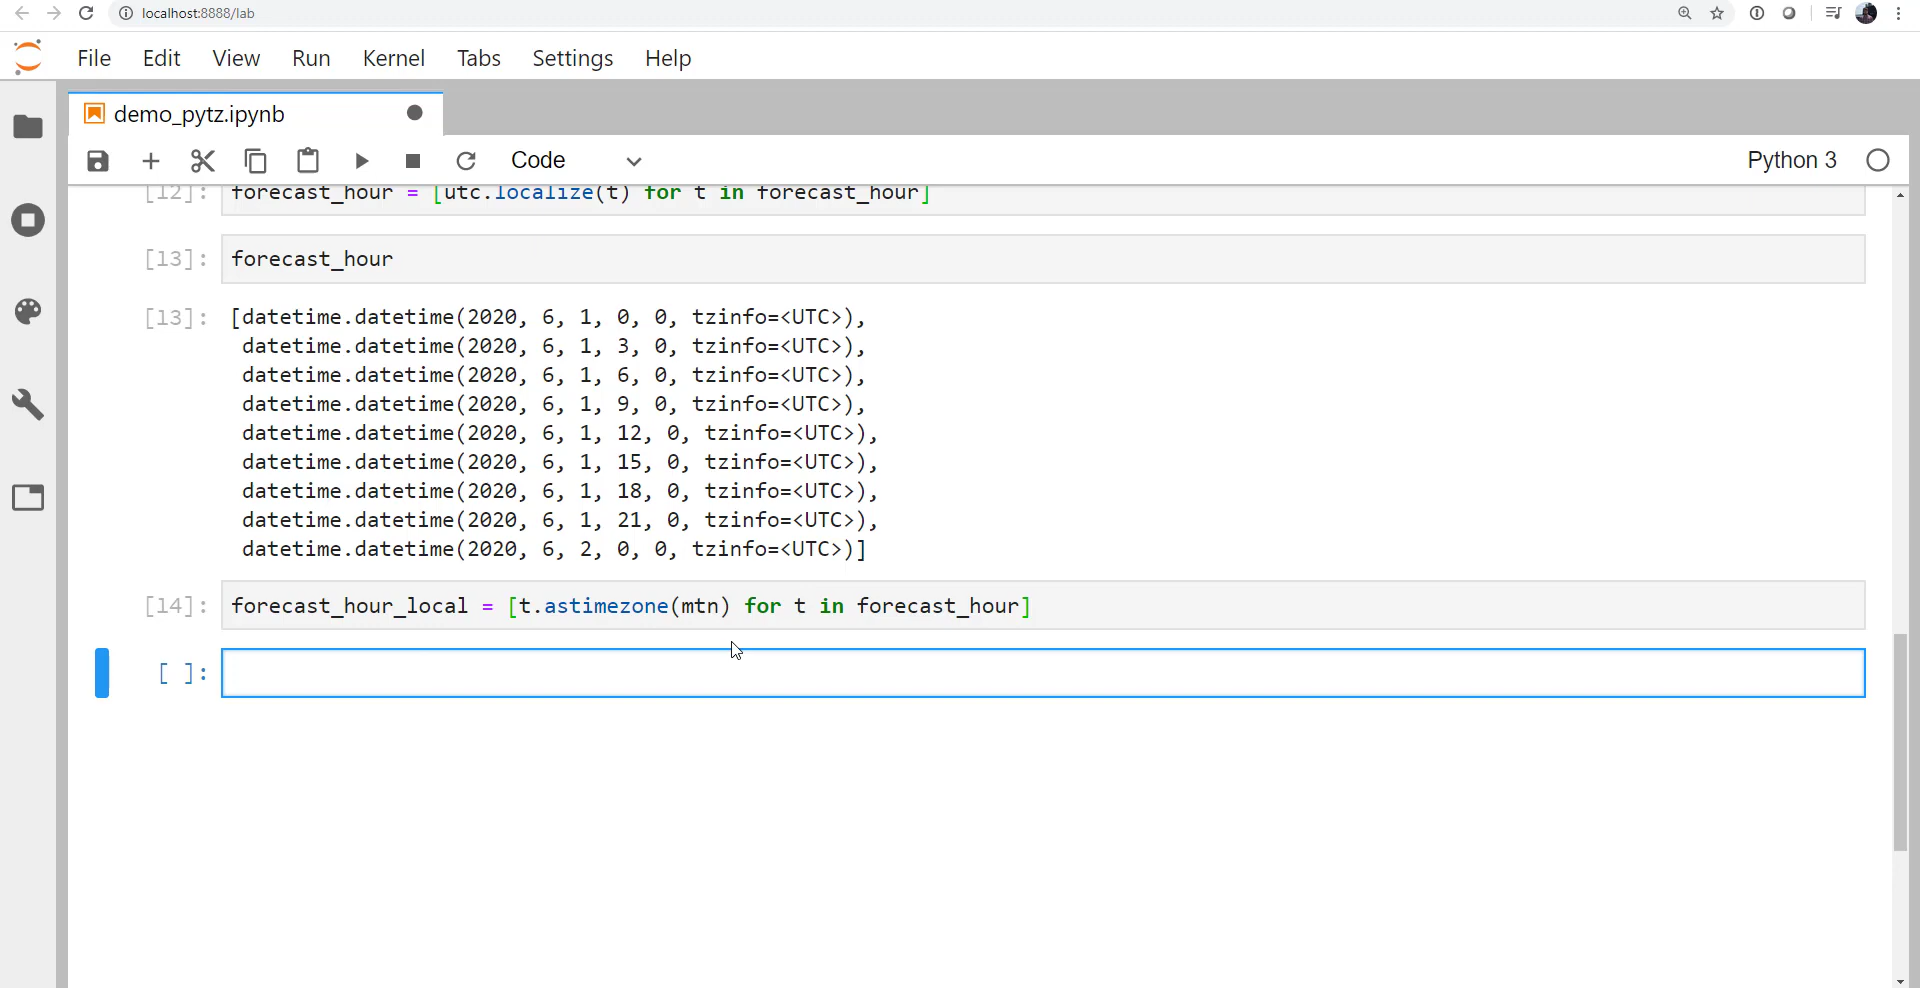 localhost:8888/lab
File Edit View Run Kernel Tabs Settings Help
demo_pytz.ipynb
Code Python 3
[12]: forecast_hour = [utc.localize(t) for t in forecast_hour]
[13]: forecast_hour
[13]: [datetime.datetime(2020, 6, 1, 0, 0, tzinfo=<UTC>),
datetime.datetime(2020, 6, 1, 3, 0, tzinfo=<UTC>),
datetime.datetime(2020, 6, 1, 6, 0, tzinfo=<UTC>),
datetime.datetime(2020, 6, 1, 9, 0, tzinfo=<UTC>),
datetime.datetime(2020, 6, 1, 12, 0, tzinfo=<UTC>),
datetime.datetime(2020, 6, 1, 15, 0, tzinfo=<UTC>),
datetime.datetime(2020, 6, 1, 18, 0, tzinfo=<UTC>),
datetime.datetime(2020, 6, 1, 21, 0, tzinfo=<UTC>),
datetime.datetime(2020, 6, 2, 0, 0, tzinfo=<UTC>)]
[14]: forecast_hour_local = [t.astimezone(mtn) for t in forecast_hour]
[ ]: